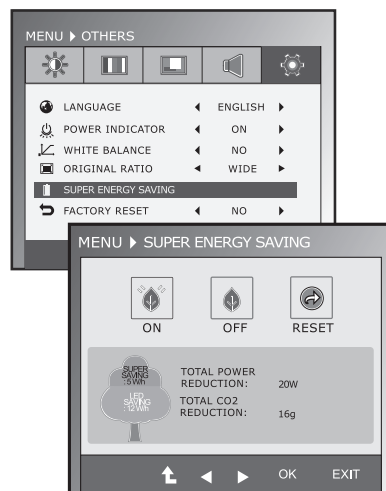 MENU ▶ OTHERS
LANGUAGE ◀ ENGLISH ▶
POWER INDICATOR ◀ ON ▶
WHITE BALANCE ◀ NO ▶
ORIGINAL RATIO ◀ WIDE ▶
SUPER ENERGY SAVING
FACTORY RESET ◀ NO ▶
MENU ▶ SUPER ENERGY SAVING
ON OFF RESET
SUPER
SAVING
: 5 W/h
LED
SAVING
: 12 W/h
TOTAL POWER
REDUCTION: 20W
TOTAL CO2
REDUCTION: 16g
OK EXIT